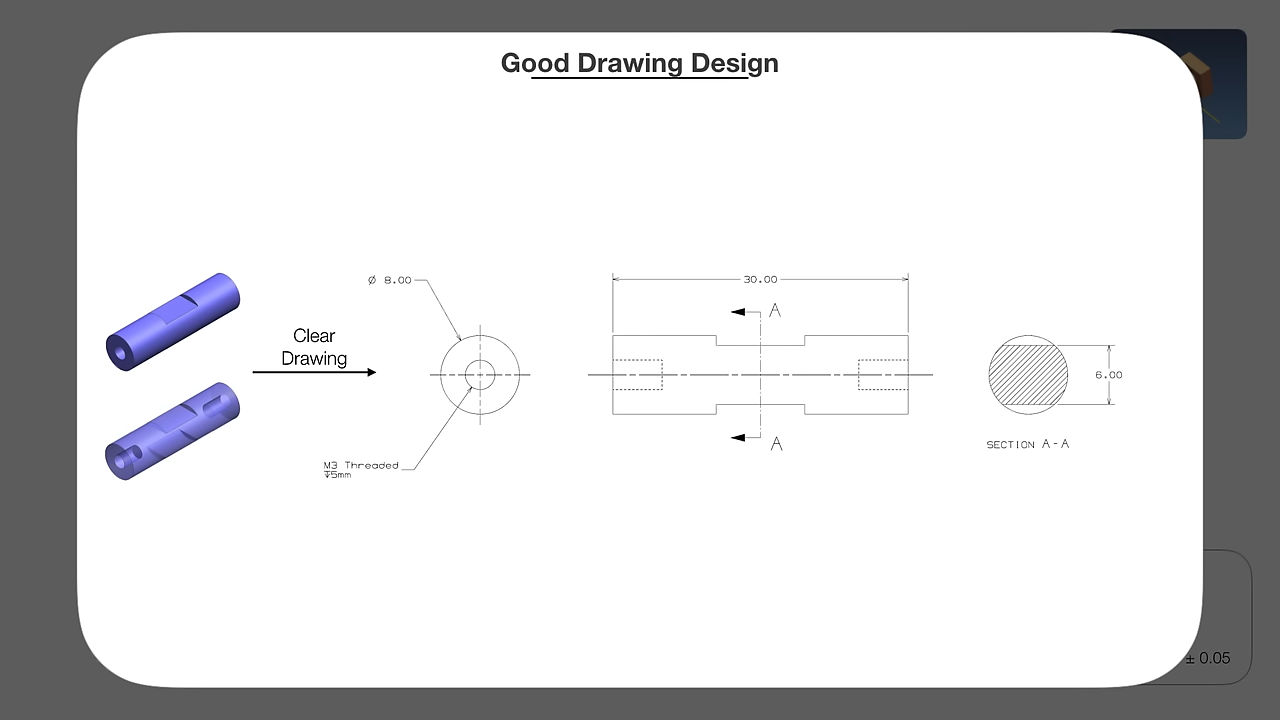 Good Drawing Design
Clear
Drawing
Ø 8.00
M3 Threaded
↧5mm
30.00
A
A
6.00
SECTION A-A
± 0.05